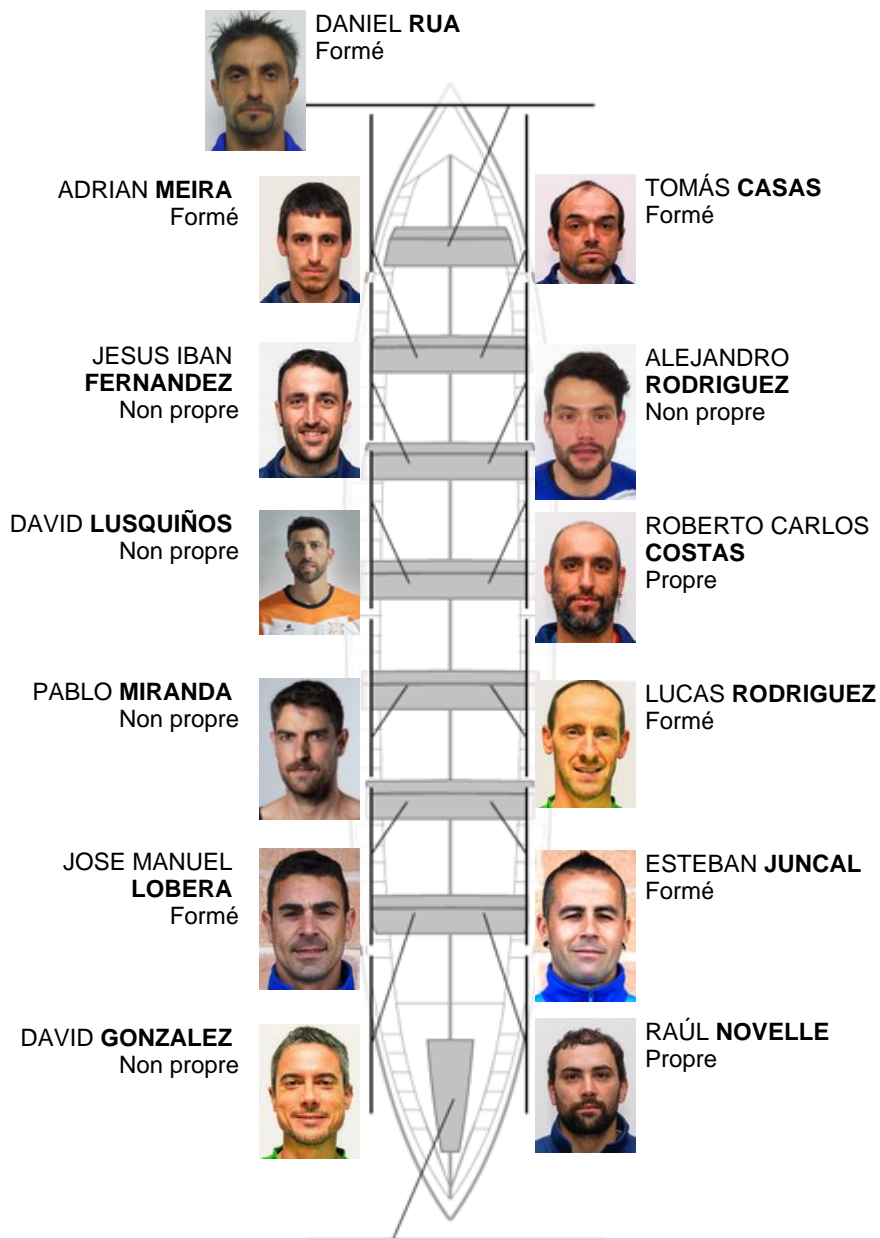 DANIEL RUA
Formé
ADRIAN MEIRA
Formé
TOMÁS CASAS
Formé
JESUS IBAN
FERNANDEZ
Non propre
ALEJANDRO
RODRIGUEZ
Non propre
DAVID LUSQUIÑOS
Non propre
ROBERTO CARLOS
COSTAS
Propre
PABLO MIRANDA
Non propre
LUCAS RODRIGUEZ
Formé
JOSE MANUEL
LOBERA
Formé
ESTEBAN JUNCAL
Formé
DAVID GONZALEZ
Non propre
RAÚL NOVELLE
Propre